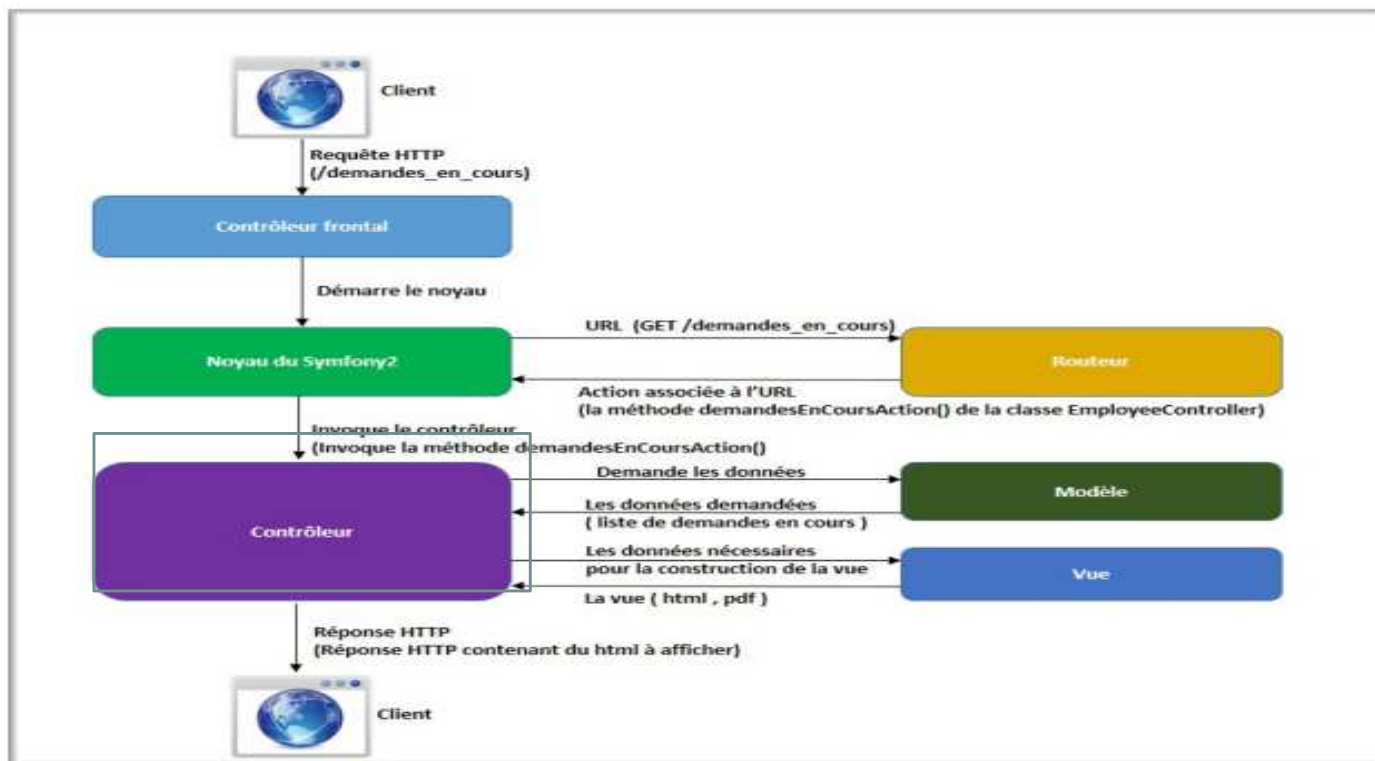 Client
Requête HTTP
(/demandes_en_cours)
Contrôleur frontal
Démarre le noyau
URL (GET /demandes_en_cours)
Noyau du Symfony2
Routeur
Action associée à l'URL
(la méthode demandesEnCoursAction() de la classe EmployeeController)
Invoque le contrôleur
(Invoque la méthode demandesEnCoursAction()
Demande les données
Modèle
Les données demandées
( liste de demandes en cours )
Contrôleur
Les données nécessaires
pour la construction de la vue
Vue
La vue ( html , pdf )
Réponse HTTP
(Réponse HTTP contenant du html à afficher)
Client